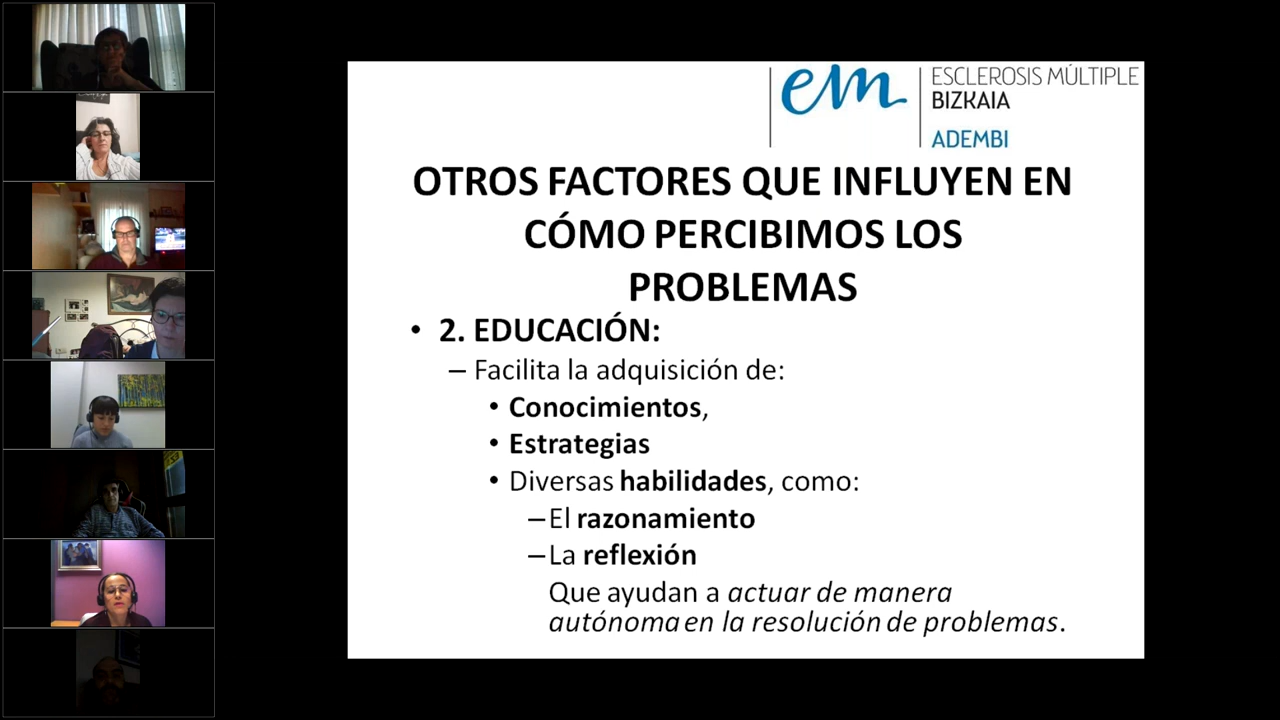 em
ESCLEROSIS MÚLTIPLE
BIZKAIA
ADEMBI
OTROS FACTORES QUE INFLUYEN EN
CÓMO PERCIBIMOS LOS
PROBLEMAS
• 2. EDUCACIÓN:
– Facilita la adquisición de:
• Conocimientos,
• Estrategias
• Diversas habilidades, como:
–El razonamiento
–La reflexión
Que ayudan a actuar de manera
autónoma en la resolución de problemas.